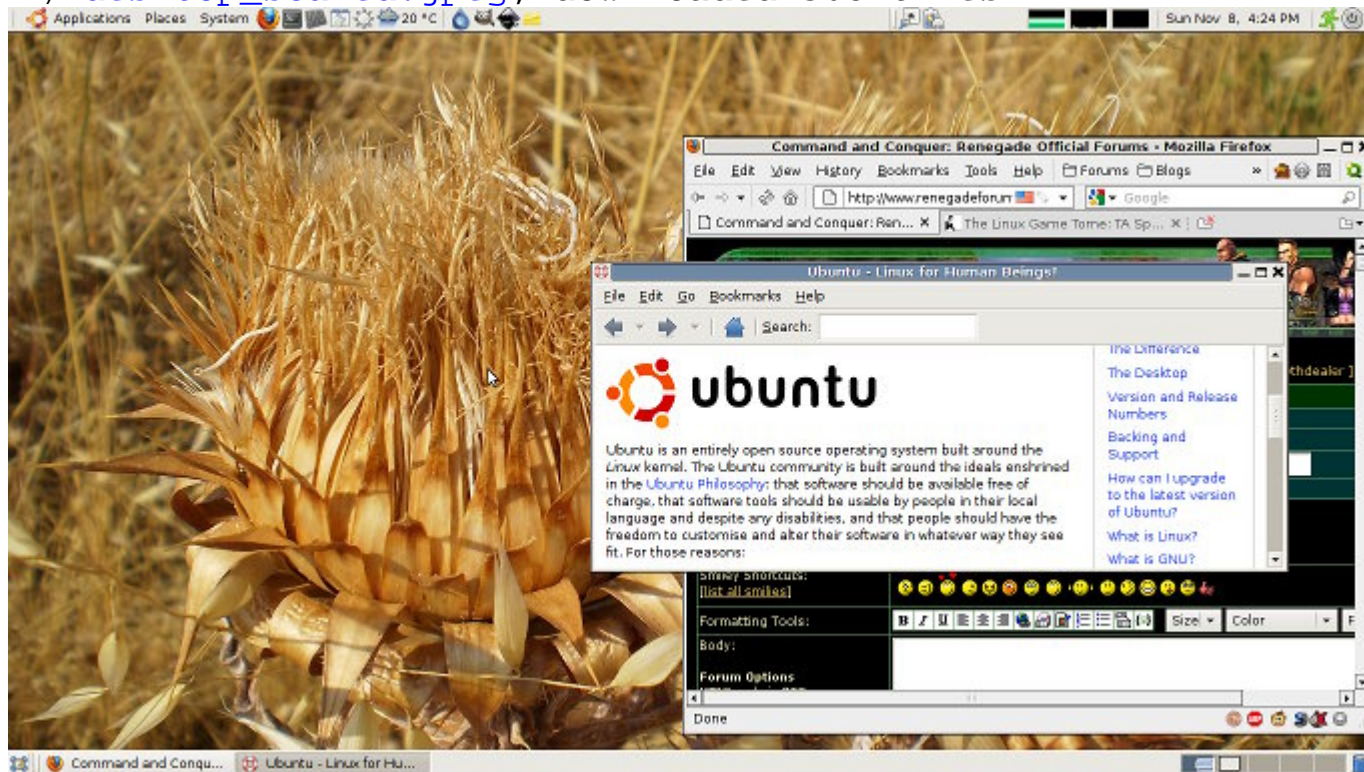 Applications Places System 20 °C Sun Nov 8, 4:24 PM
Command and Conquer: Renegade Official Forums - Mozilla Firefox
File Edit View History Bookmarks Tools Help Forums Blogs »
http://www.renegadeforum Google
Command and Conquer: Ren... The Linux Game Tome: TA Sp...
Ubuntu - Linux for Human Beings!
File Edit Go Bookmarks Help
Search:
ubuntu
Ubuntu is an entirely open source operating system built around the
Linux kernel. The Ubuntu community is built around the ideals enshrined
in the Ubuntu Philosophy: that software should be available free of
charge, that software tools should be usable by people in their local
language and despite any disabilities, and that people should have the
freedom to customise and alter their software in whatever way they see
fit. For those reasons:
The Difference
The Desktop
Version and Release
Numbers
Backing and
Support
How can I upgrade
to the latest version
of Ubuntu?
What is Linux?
What is GNU?
thdealer ]
Smiley Shortcuts:
[list all smilies]
Formatting Tools: B I U Size Color F
Body:
Forum Options
Done
Command and Conqu... Ubuntu - Linux for Hu...